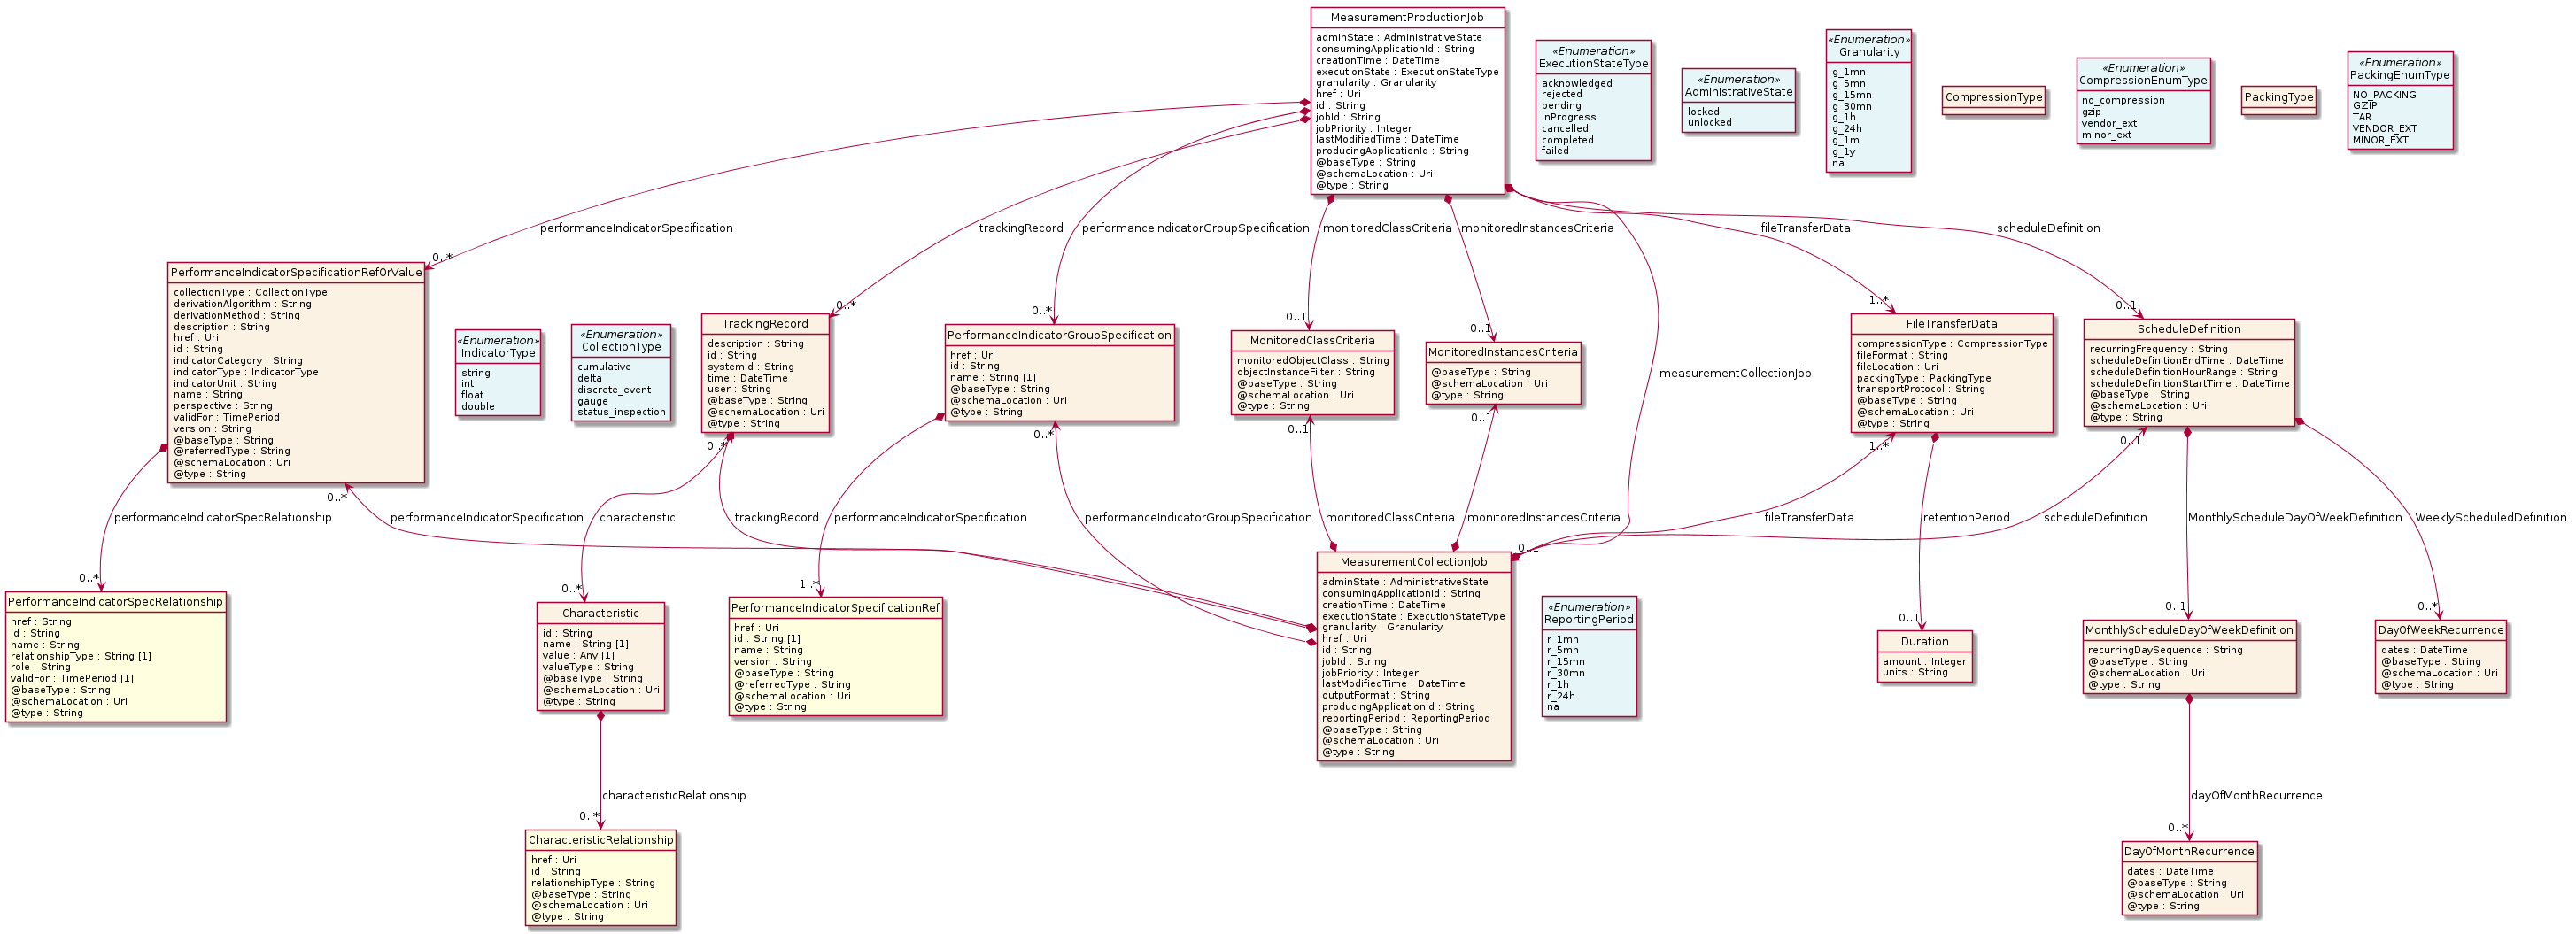 MeasurementProductionJob
adminState : AdministrativeState
consumingApplicationId : String
creationTime : DateTime
executionState : ExecutionStateType
granularity : Granularity
href : Uri
id : String
jobId : String
jobPriority : Integer
lastModifiedTime : DateTime
producingApplicationId : String
@baseType : String
@schemaLocation : Uri
@type : String
«Enumeration»
ExecutionStateType
acknowledged
rejected
pending
inProgress
cancelled
completed
failed
«Enumeration»
AdministrativeState
locked
unlocked
«Enumeration»
Granularity
g_1mn
g_5mn
g_15mn
g_30mn
g_1h
g_24h
g_1m
g_1y
na
CompressionType
«Enumeration»
CompressionEnumType
no_compression
gzip
vendor_ext
minor_ext
PackingType
«Enumeration»
PackingEnumType
NO_PACKING
GZIP
TAR
VENDOR_EXT
MINOR_EXT
performanceIndicatorSpecification
trackingRecord
performanceIndicatorGroupSpecification
monitoredClassCriteria
monitoredInstancesCriteria
fileTransferData
scheduleDefinition
measurementCollectionJob
0..*
0..*
0..*
0..1
0..1
1..*
0..1
PerformanceIndicatorSpecificationRefOrValue
collectionType : CollectionType
derivationAlgorithm : String
derivationMethod : String
description : String
href : Uri
id : String
indicatorCategory : String
indicatorType : IndicatorType
indicatorUnit : String
name : String
perspective : String
validFor : TimePeriod
version : String
@baseType : String
@referredType : String
@schemaLocation : Uri
@type : String
«Enumeration»
IndicatorType
string
int
float
double
«Enumeration»
CollectionType
cumulative
delta
discrete_event
gauge
status_inspection
TrackingRecord
description : String
id : String
systemId : String
time : DateTime
user : String
@baseType : String
@schemaLocation : Uri
@type : String
PerformanceIndicatorGroupSpecification
href : Uri
id : String
name : String [1]
@baseType : String
@schemaLocation : Uri
@type : String
MonitoredClassCriteria
monitoredObjectClass : String
objectInstanceFilter : String
@baseType : String
@schemaLocation : Uri
@type : String
MonitoredInstancesCriteria
@baseType : String
@schemaLocation : Uri
@type : String
FileTransferData
compressionType : CompressionType
fileFormat : String
fileLocation : Uri
packingType : PackingType
transportProtocol : String
@baseType : String
@schemaLocation : Uri
@type : String
ScheduleDefinition
recurringFrequency : String
scheduleDefinitionEndTime : DateTime
scheduleDefinitionHourRange : String
scheduleDefinitionStartTime : DateTime
@baseType : String
@schemaLocation : Uri
@type : String
0..*
0..*
0..*
0..1
0..1
1..*
0..1
performanceIndicatorSpecRelationship
performanceIndicatorSpecification
characteristic
trackingRecord
performanceIndicatorSpecification
performanceIndicatorGroupSpecification
monitoredClassCriteria
monitoredInstancesCriteria
fileTransferData
retentionPeriod
scheduleDefinition
MonthlyScheduleDayOfWeekDefinition
WeeklyScheduledDefinition
0..*
0..*
1..*
0..1
0..1
0..1
0..*
PerformanceIndicatorSpecRelationship
href : String
id : String
name : String
relationshipType : String [1]
role : String
validFor : TimePeriod [1]
@baseType : String
@schemaLocation : Uri
@type : String
Characteristic
id : String
name : String [1]
value : Any [1]
valueType : String
@baseType : String
@schemaLocation : Uri
@type : String
PerformanceIndicatorSpecificationRef
href : Uri
id : String [1]
name : String
version : String
@baseType : String
@referredType : String
@schemaLocation : Uri
@type : String
MeasurementCollectionJob
adminState : AdministrativeState
consumingApplicationId : String
creationTime : DateTime
executionState : ExecutionStateType
granularity : Granularity
href : Uri
id : String
jobId : String
jobPriority : Integer
lastModifiedTime : DateTime
outputFormat : String
producingApplicationId : String
reportingPeriod : ReportingPeriod
@baseType : String
@schemaLocation : Uri
@type : String
«Enumeration»
ReportingPeriod
r_1mn
r_5mn
r_15mn
r_30mn
r_1h
r_24h
na
Duration
amount : Integer
units : String
MonthlyScheduleDayOfWeekDefinition
recurringDaySequence : String
@baseType : String
@schemaLocation : Uri
@type : String
DayOfWeekRecurrence
dates : DateTime
@baseType : String
@schemaLocation : Uri
@type : String
characteristicRelationship
dayOfMonthRecurrence
0..*
0..*
CharacteristicRelationship
href : Uri
id : String
relationshipType : String
@baseType : String
@schemaLocation : Uri
@type : String
DayOfMonthRecurrence
dates : DateTime
@baseType : String
@schemaLocation : Uri
@type : String